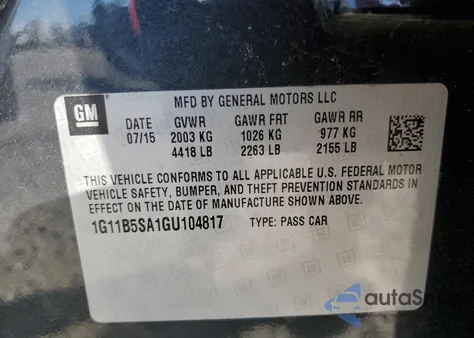 GM
MFD BY GENERAL MOTORS LLC
DATE GVWR GAWR FRT GAWR RR
07/15 2003 KG 1026 KG 977 KG
4418 LB 2263 LB 2155 LB
THIS VEHICLE CONFORMS TO ALL APPLICABLE U.S. FEDERAL MOTOR
VEHICLE SAFETY, BUMPER, AND THEFT PREVENTION STANDARDS IN
EFFECT ON THE DATE OF MANUFACTURE SHOWN ABOVE.
1G11B5SA1GU104817 TYPE: PASS CAR